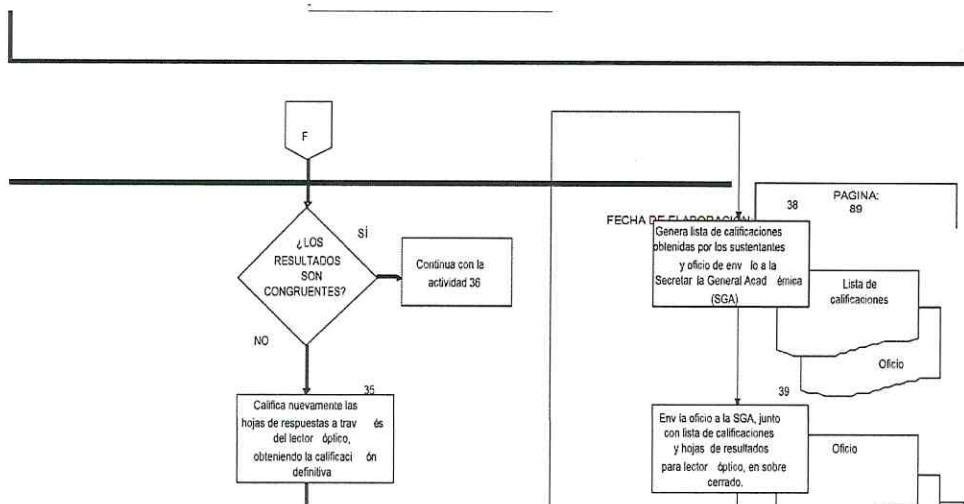 F
PAGINA:
89
FECHA DE ELABORACIÓN
38
¿LOS
RESULTADOS
SON
CONGRUENTES?
SÍ
Continua con la
actividad 36
NO
35
Califica nuevamente las
hojas de respuestas a trav és
del lector óptico,
obteniendo la calificaci ón
definitiva
Genera lista de calificaciones
obtenidas por los sustentantes
y oficio de env ío a la
Secretar ía General Acad émica
(SGA)
Lista de
calificaciones
Oficio
39
Env ía oficio a la SGA, junto
con lista de calificaciones
y hojas de resultados
para lector óptico, en sobre
cerrado.
Oficio